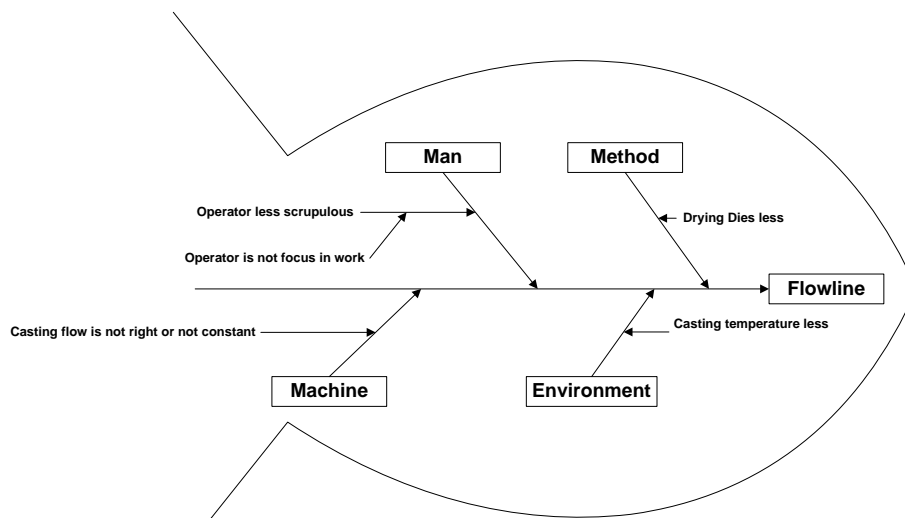 Man
Method
Operator less scrupulous
Drying Dies less
Operator is not focus in work
Flowline
Casting flow is not right or not constant
Casting temperature less
Machine
Environment